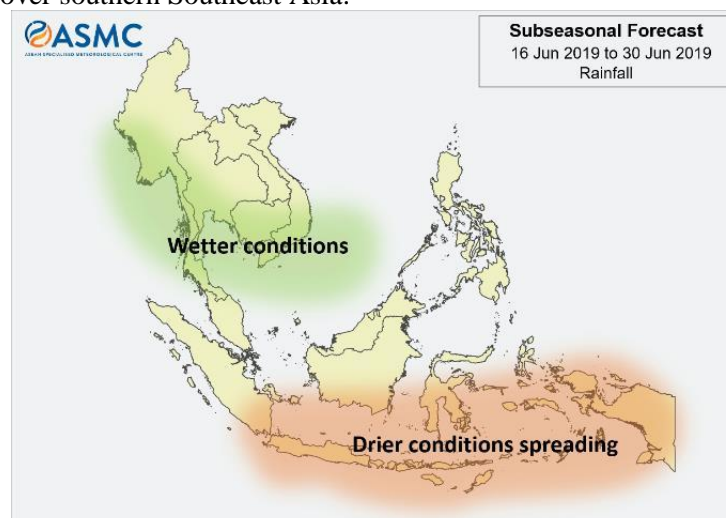 over southern Southeast Asia.
ASMC
ASEAN SPECIALISED METEOROLOGICAL CENTRE
Subseasonal Forecast
16 Jun 2019 to 30 Jun 2019
Rainfall
Wetter conditions
Drier conditions spreading